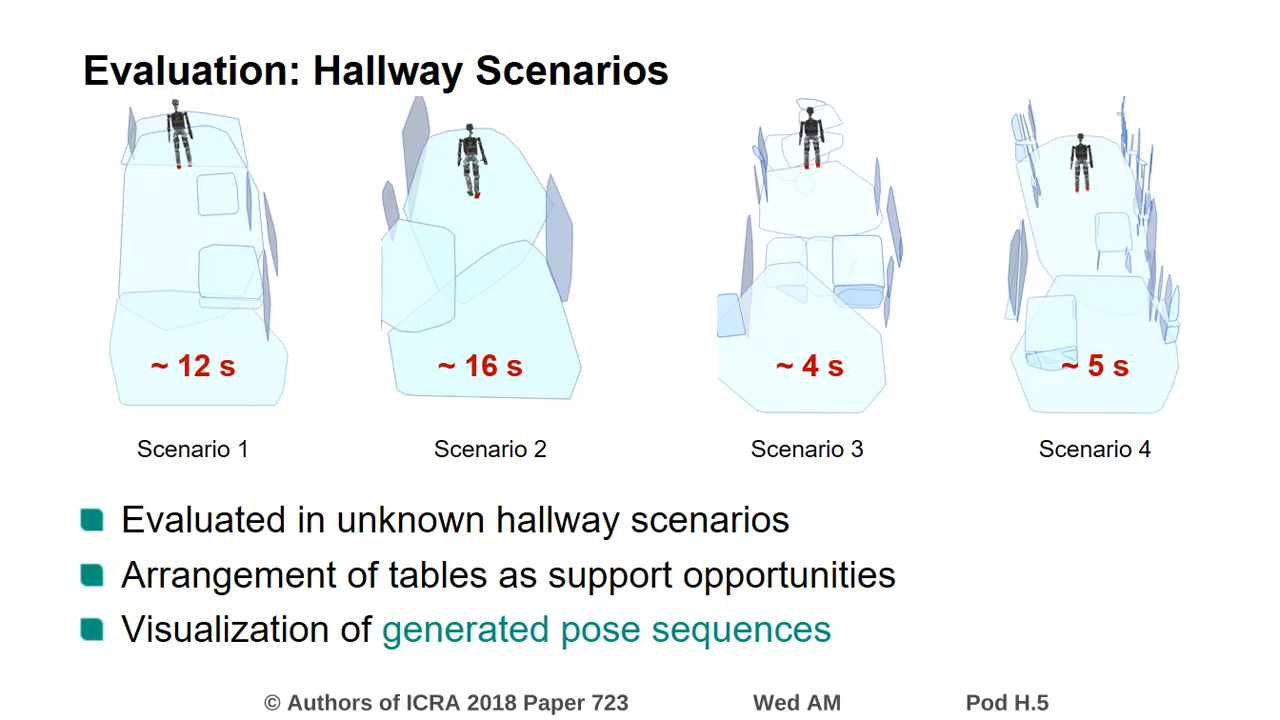 Evaluation: Hallway Scenarios
~ 12 s
~ 16 s
~ 4 s
~ 5 s
Scenario 1
Scenario 2
Scenario 3
Scenario 4
Evaluated in unknown hallway scenarios
Arrangement of tables as support opportunities
Visualization of generated pose sequences
© Authors of ICRA 2018 Paper 723
Wed AM
Pod H.5